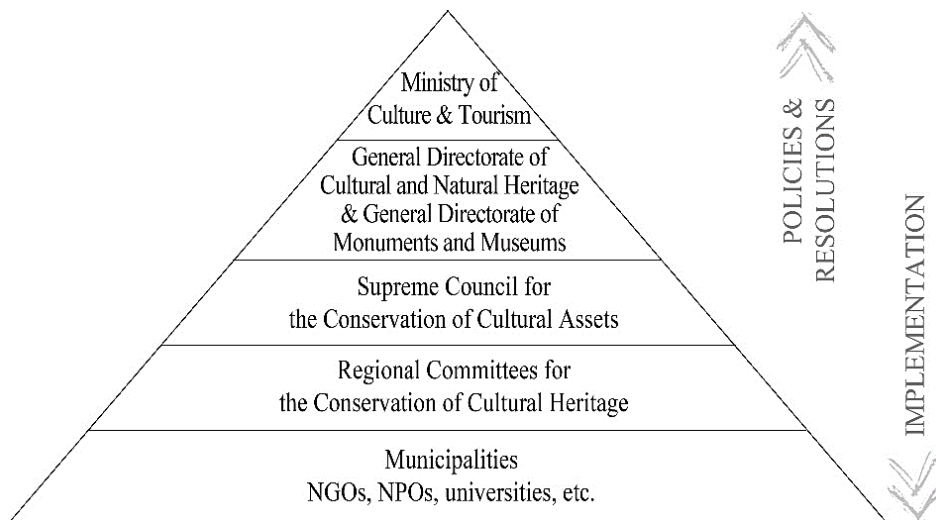 Ministry of
Culture & Tourism
General Directorate of
Cultural and Natural Heritage
& General Directorate of
Monuments and Museums
Supreme Council for
the Conservation of Cultural Assets
Regional Committees for
the Conservation of Cultural Heritage
Municipalities
NGOs, NPOs, universities, etc.
POLICIES &
RESOLUTIONS
IMPLEMENTATION